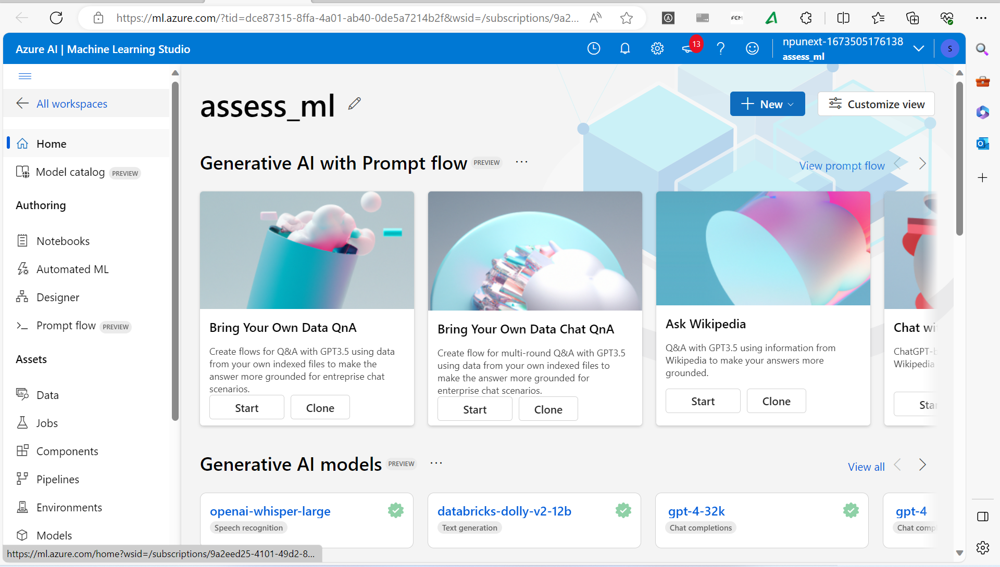 https://ml.azure.com/?tid=dce87315-8ffa-4a01-ab40-0de5a7214b2f&wsid=/subscriptions/9a2...
FCM
Azure AI | Machine Learning Studio
13
npunext-1673505176138
assess_ml
S
All workspaces
Home
Model catalog PREVIEW
Authoring
Notebooks
Automated ML
Designer
Prompt flow PREVIEW
Assets
Data
Jobs
Components
Pipelines
Environments
Models
https://ml.azure.com/home?wsid=/subscriptions/9a2eed25-4101-49d2-8...
assess_ml
New
Customize view
Generative AI with Prompt flow PREVIEW ...
View prompt flow
Bring Your Own Data QnA
Create flows for Q&A with GPT3.5 using data
from your own indexed files to make the
answer more grounded for entreprise chat
scenarios.
Start Clone
Bring Your Own Data Chat QnA
Create flow for multi-round Q&A with GPT3.5
using data from your own indexed files to
make the answer more grounded for
enterprise chat scenarios.
Start Clone
Ask Wikipedia
Q&A with GPT3.5 using information from
Wikipedia to make your answers more
grounded.
Start Clone
Chat wi
ChatGPT-b
Wikipedia
Star
Generative AI models PREVIEW ...
View all
openai-whisper-large
Speech recognition
databricks-dolly-v2-12b
Text generation
gpt-4-32k
Chat completions
gpt-4
Chat comp